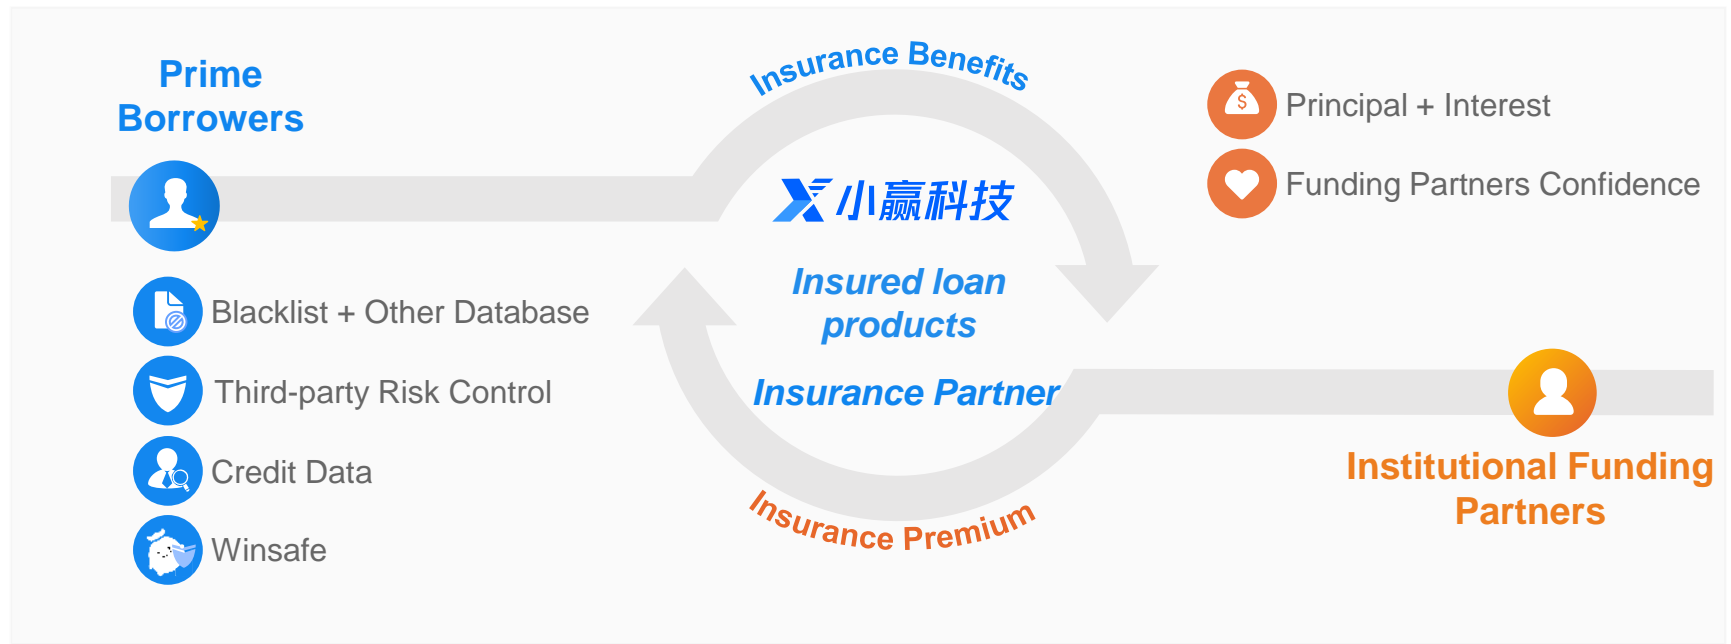 Prime
Borrowers
Blacklist + Other Database
Third-party Risk Control
Credit Data
Winsafe
Insurance Benefits
小赢科技
Insured loan
products
Insurance Partner
Insurance Premium
$ Principal + Interest
Funding Partners Confidence
Institutional Funding
Partners